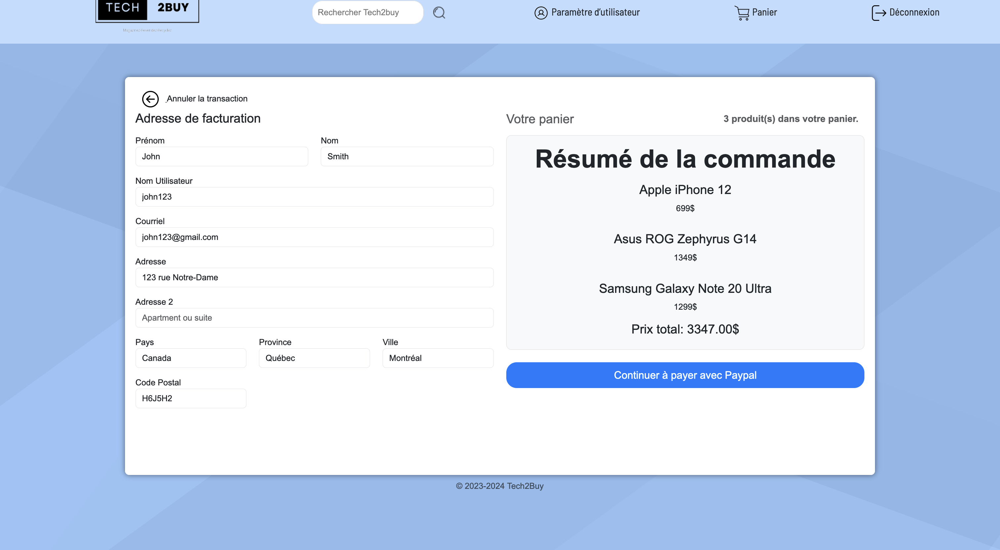 TECH 2BUY
Magazinez-Revendez-Recyclez
Rechercher Tech2buy
Paramètre d'utilisateur
Panier
Déconnexion
Annuler la transaction
Adresse de facturation
Prénom
Nom
John
Smith
Nom Utilisateur
john123
Courriel
john123@gmail.com
Adresse
123 rue Notre-Dame
Adresse 2
Apartment ou suite
Pays
Province
Ville
Canada
Québec
Montréal
Code Postal
H6J5H2
Votre panier
3 produit(s) dans votre panier.
Résumé de la commande
Apple iPhone 12
699$
Asus ROG Zephyrus G14
1349$
Samsung Galaxy Note 20 Ultra
1299$
Prix total: 3347.00$
Continuer à payer avec Paypal
© 2023-2024 Tech2Buy